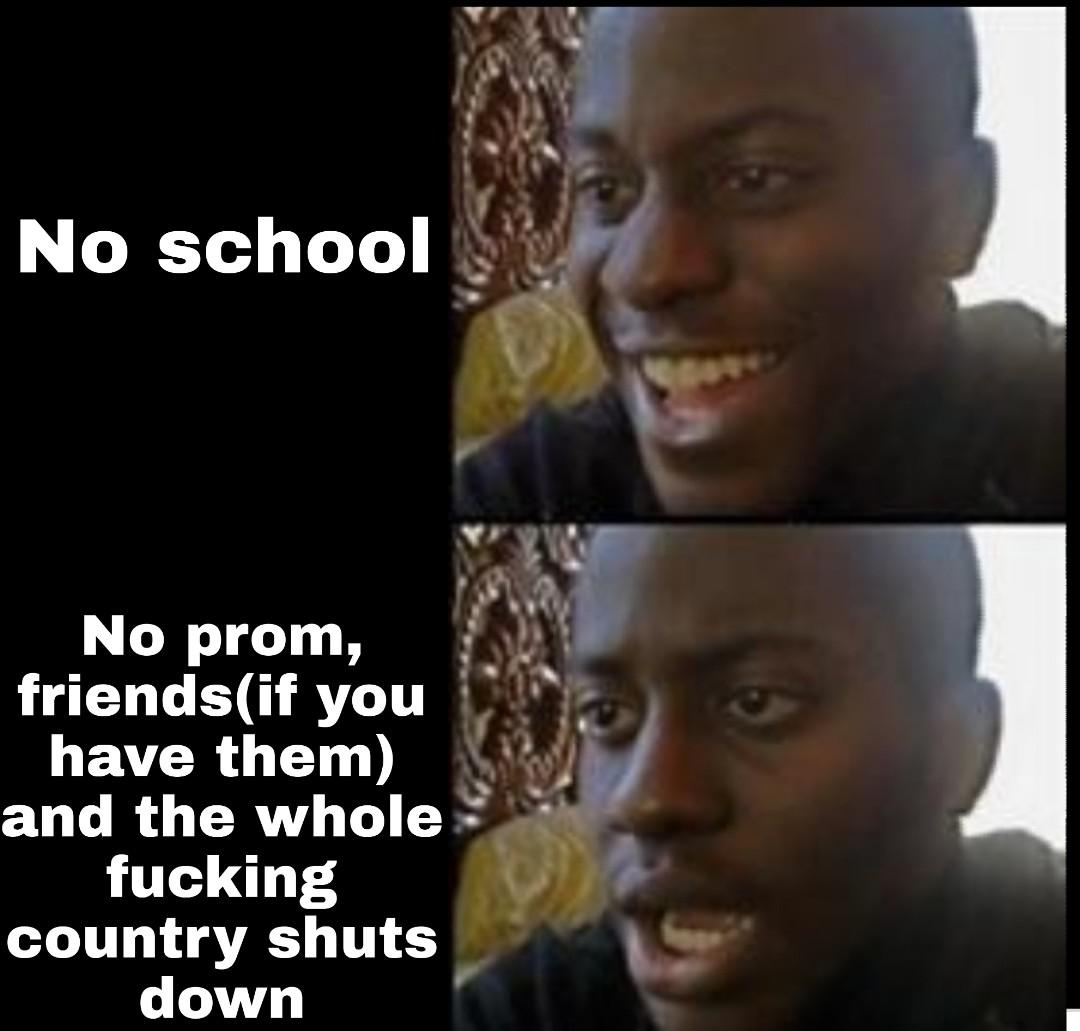 No school
No prom,
friends(if you
have them)
and the whole
fucking
country shuts
down